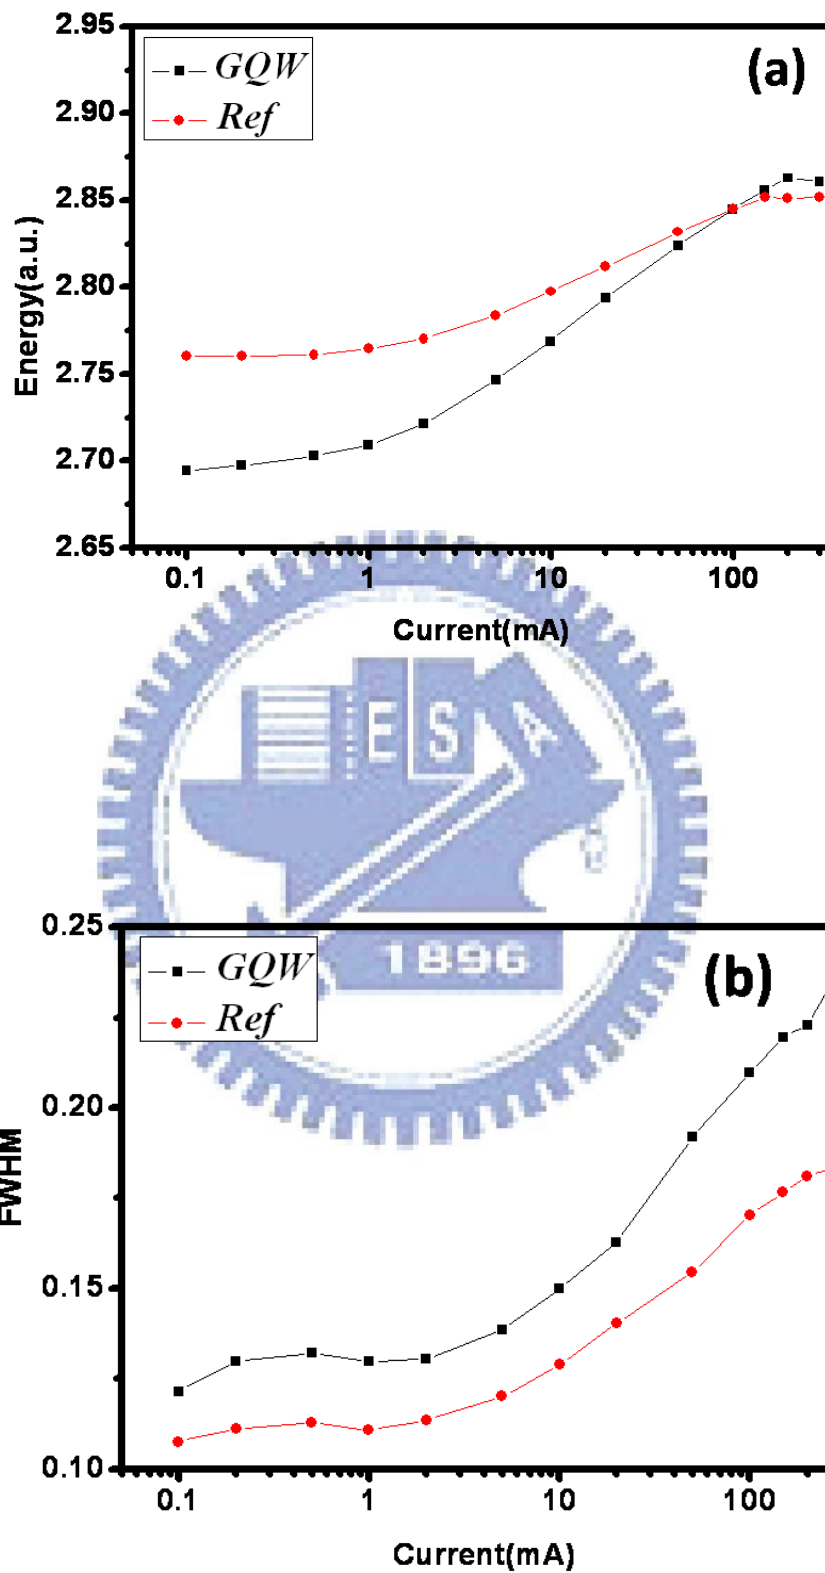 2.95
2.90
2.85
2.80
2.75
2.70
2.65
Energy(a.u.)
GQW
Ref
(a)
0.1 1 10 100
Current(mA)
E S A
1896
0.25
0.20
0.15
0.10
FWHM
GQW
Ref
(b)
0.1 1 10 100
Current(mA)